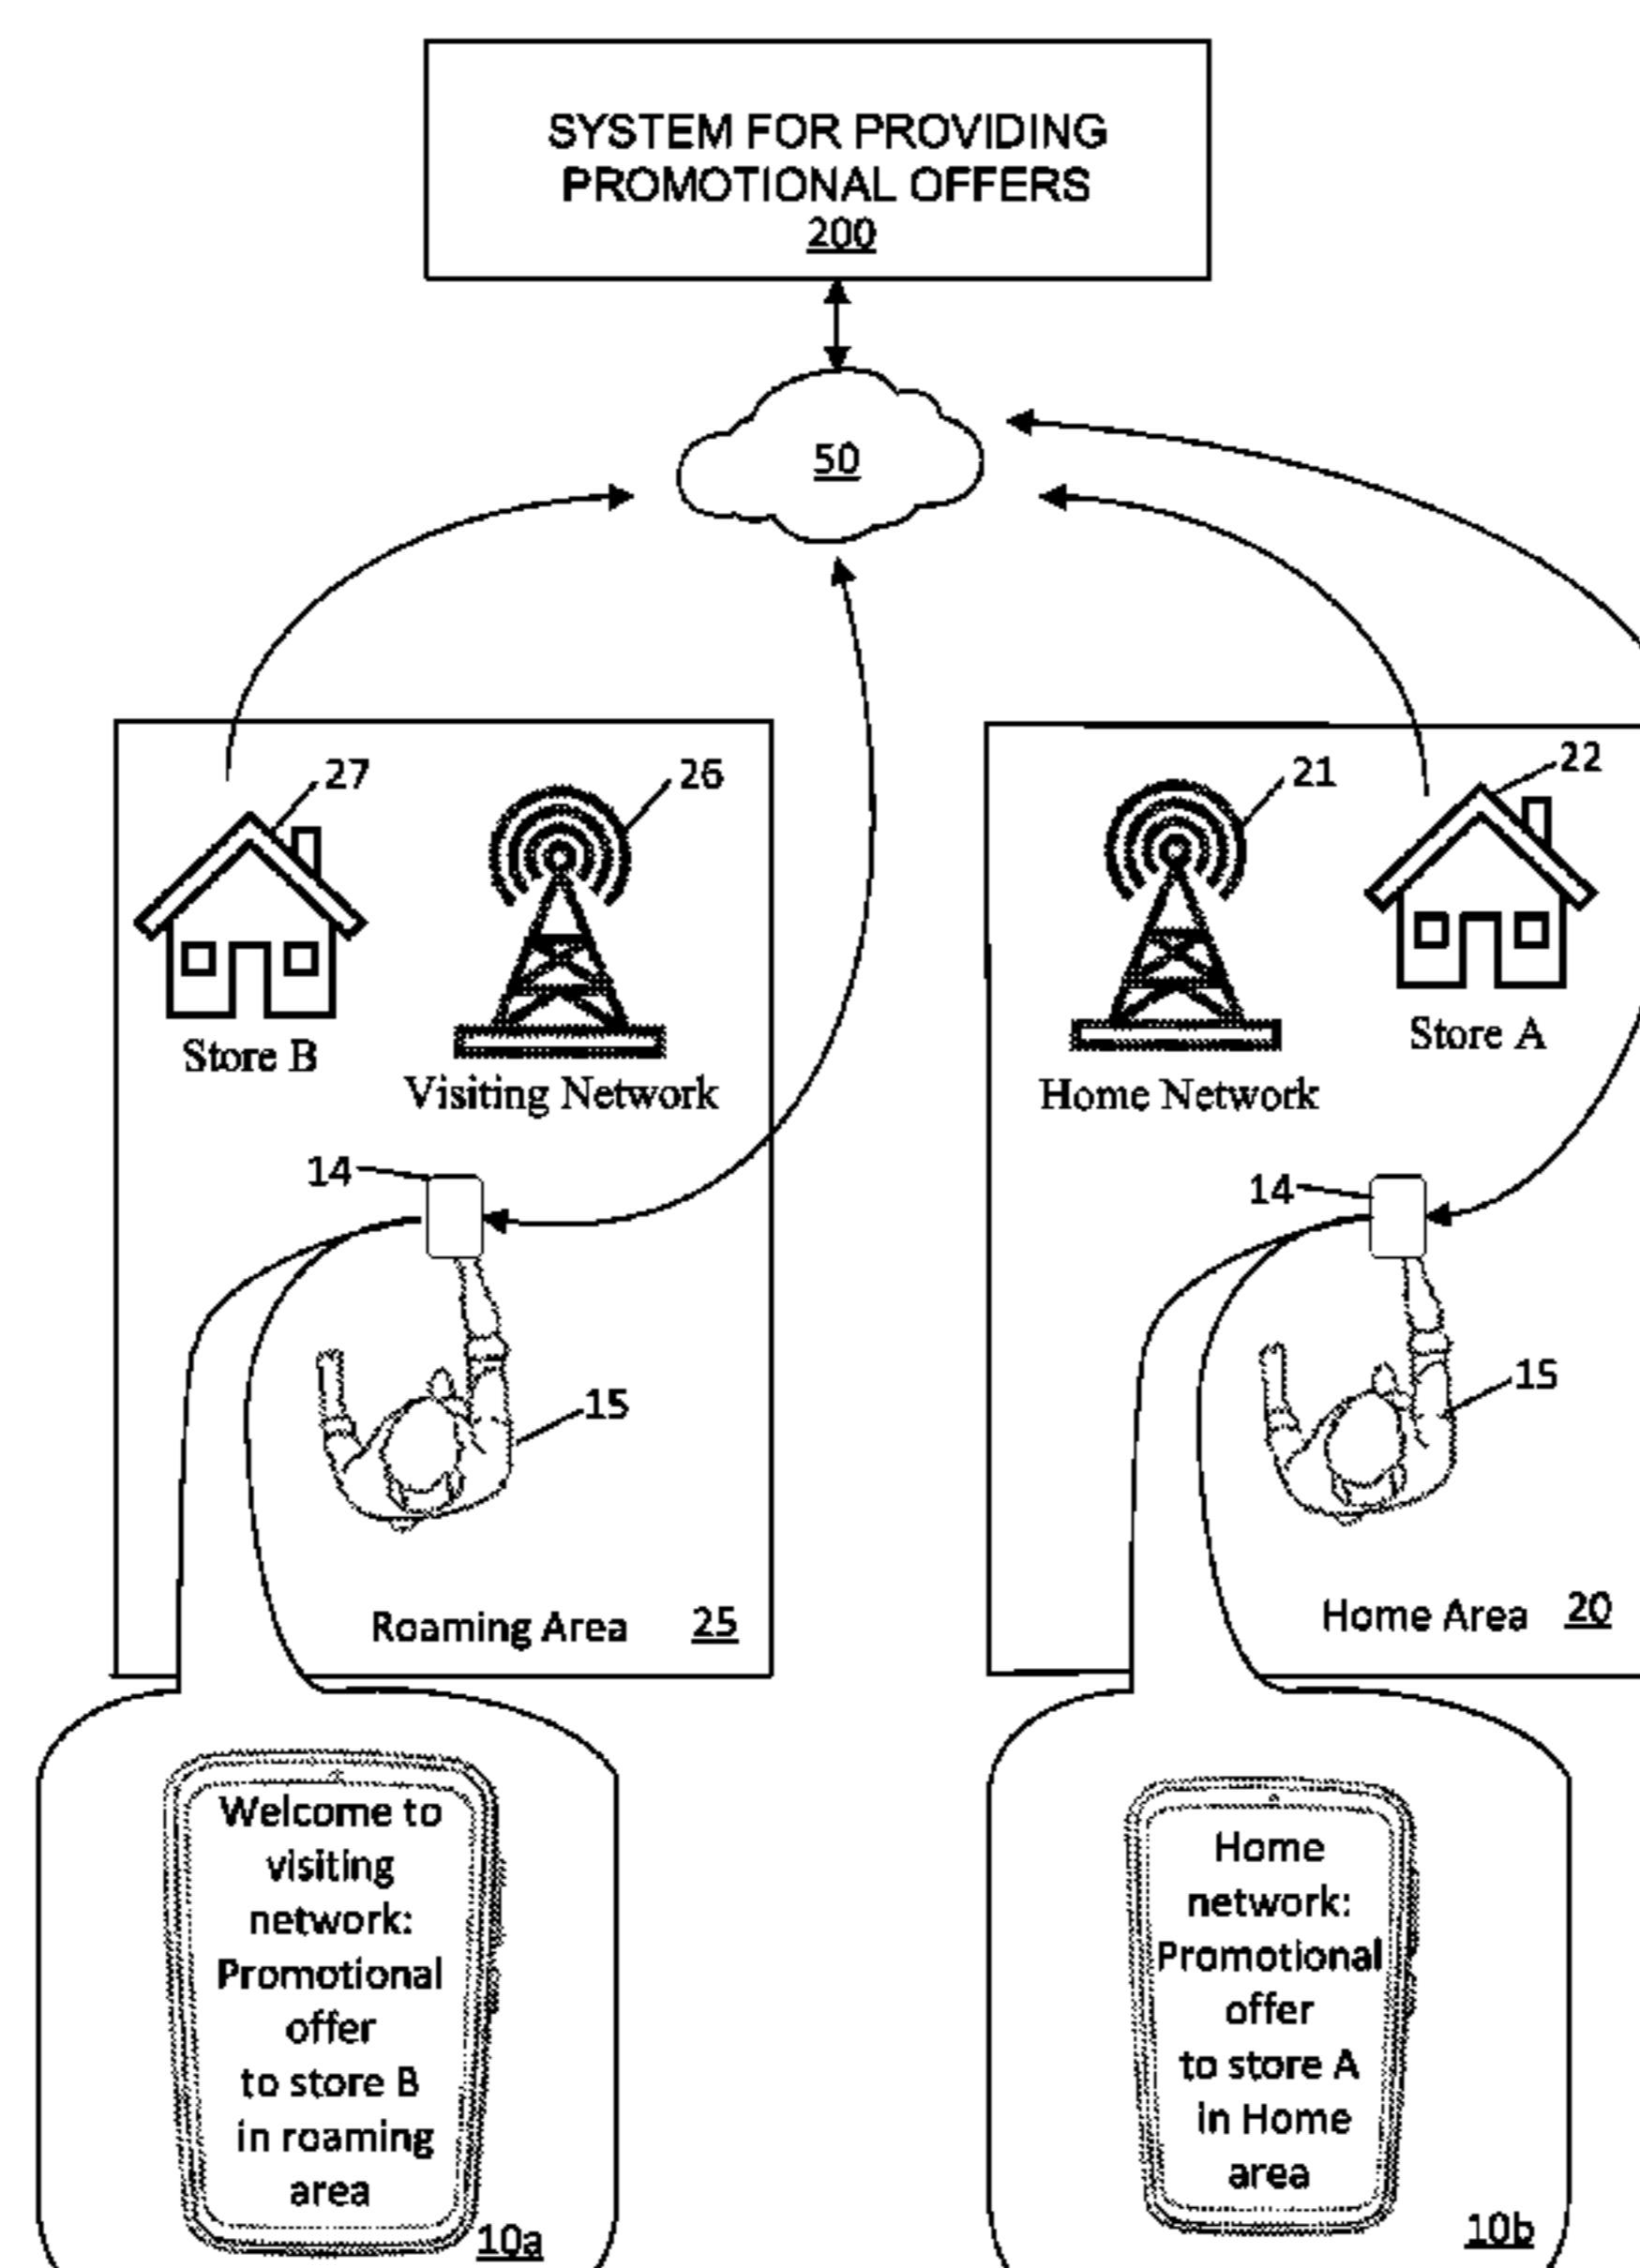 SYSTEM FOR PROVIDING
PROMOTIONAL OFFERS
200
50
27
26
Store B
Visiting Network
14
15
Roaming Area 25
21
22
Store A
Home Network
14
15
Home Area 20
Welcome to
visiting
network:
Promotional
offer
to store B
in roaming
area
10a
Home
network:
Promotional
offer
to store A
in Home
area
10b